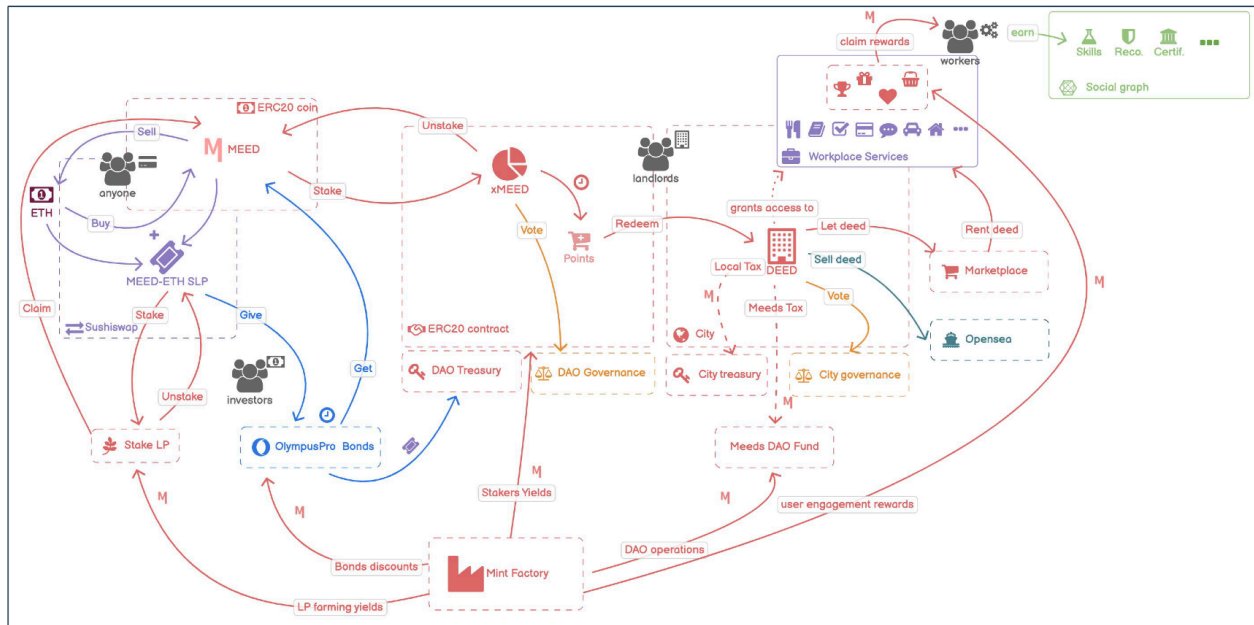 claim rewards
workers
earn
Skills
Reco.
Certif.
Social graph
ERC20 coin
Sell
MEED
anyone
ETH
Buy
MEED-ETH SLP
Sushiswap
Unstake
Stake
xMEED
Vote
Points
ERC20 contract
landlords
Redeem
Workplace Services
grants access to
DEED
Let deed
Rent deed
Marketplace
Local Tax
Sell deed
Meeds Tax
Vote
City
Opensea
Claim
Stake
Give
Unstake
investors
Get
DAO Treasury
DAO Governance
City treasury
City governance
Stake LP
OlympusPro Bonds
Meeds DAO Fund
Stakers Yields
user engagement rewards
DAO operations
Bonds discounts
Mint Factory
LP farming yields